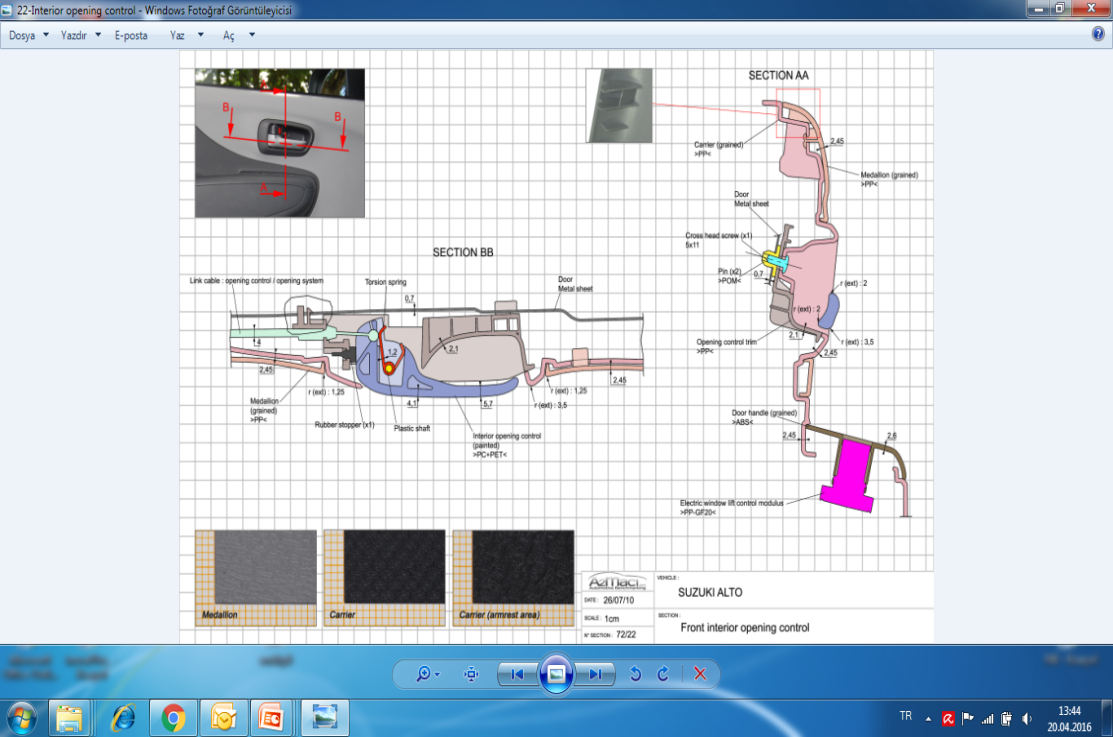 22-Interior opening control - Windows Fotoğraf Görüntüleyicisi
Dosya Yazdır E-posta Yaz Aç
SECTION AA
B
B
A
Carrier (grained)
>PP<
2,45
Medallion (grained)
>PP<
Door
Metal sheet
Cross head screw (x1)
5x11
Pin (x2)
>POM<
0,7
r (ext) : 2
r (ext) : 2
2,1
r (ext) : 3,5
Opening control trim
>PP<
2,45
Door handle (grained)
>ABS<
2,45
2,6
Electric window lift control modulus
>PP-GF20<
SECTION BB
Link cable : opening control / opening system
Torsion spring
Door
Metal sheet
0,7
4
1,2
2,1
2,45
2,45
r (ext) : 1,25
r (ext) : 1,25
r (ext) : 3,5
4,1
5,7
Medallion
(grained)
>PP<
Rubber stopper (x1)
Plastic shaft
Interior opening control
(painted)
>PC+PET<
Medallion
Carrier
Carrier (armrest area)
A2Mac1
DATE : 26/07/10
SCALE : 1cm
N° SECTION : 72/22
VEHICLE :
SUZUKI ALTO
SECTION :
Front interior opening control
TR
13:44
20.04.2016